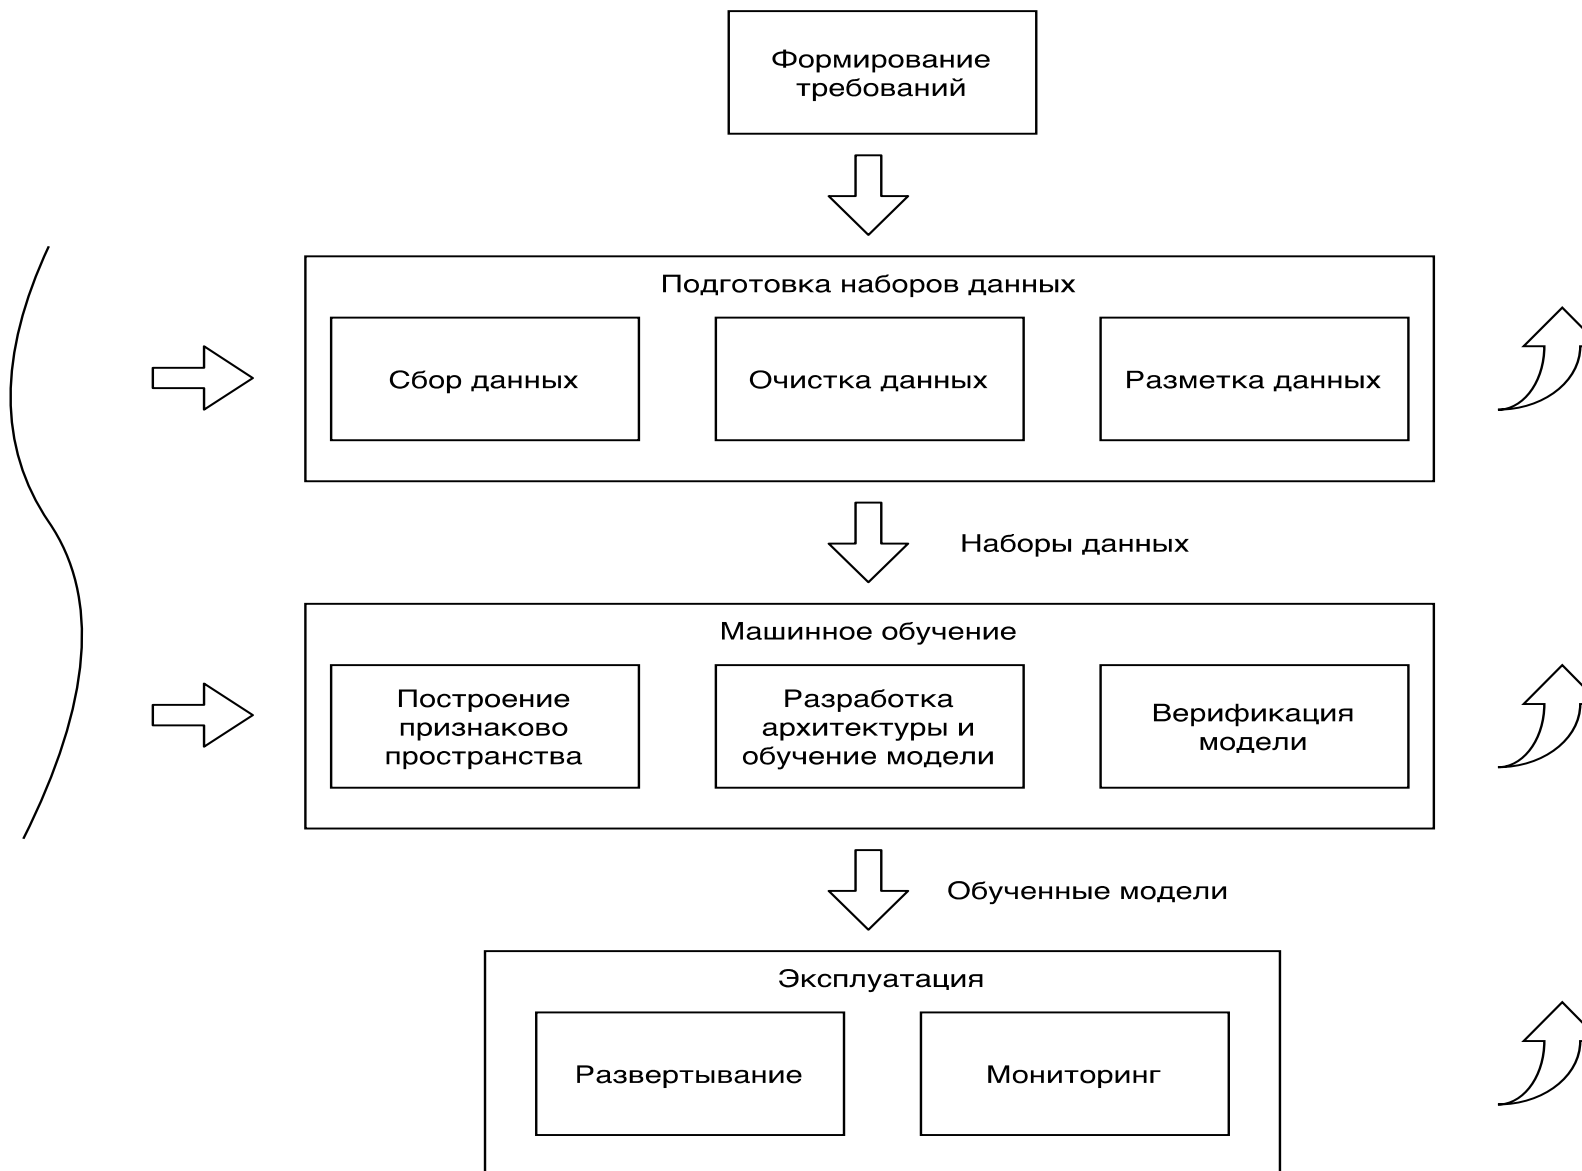 Формирование
требований
Подготовка наборов данных
Сбор данных
Очистка данных
Разметка данных
Наборы данных
Машинное обучение
Построение
признаково
пространства
Разработка
архитектуры и
обучение модели
Верификация
модели
Обученные модели
Эксплуатация
Развертывание
Мониторинг